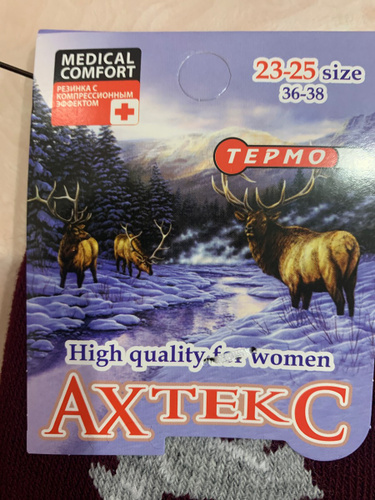 MEDICAL
COMFORT
РЕЗИНКА С
КОМПРЕССИОННЫМ
ЭФФЕКТОМ
23-25 size
36-38
ТЕРМО
High quality for women
АХТЕКС